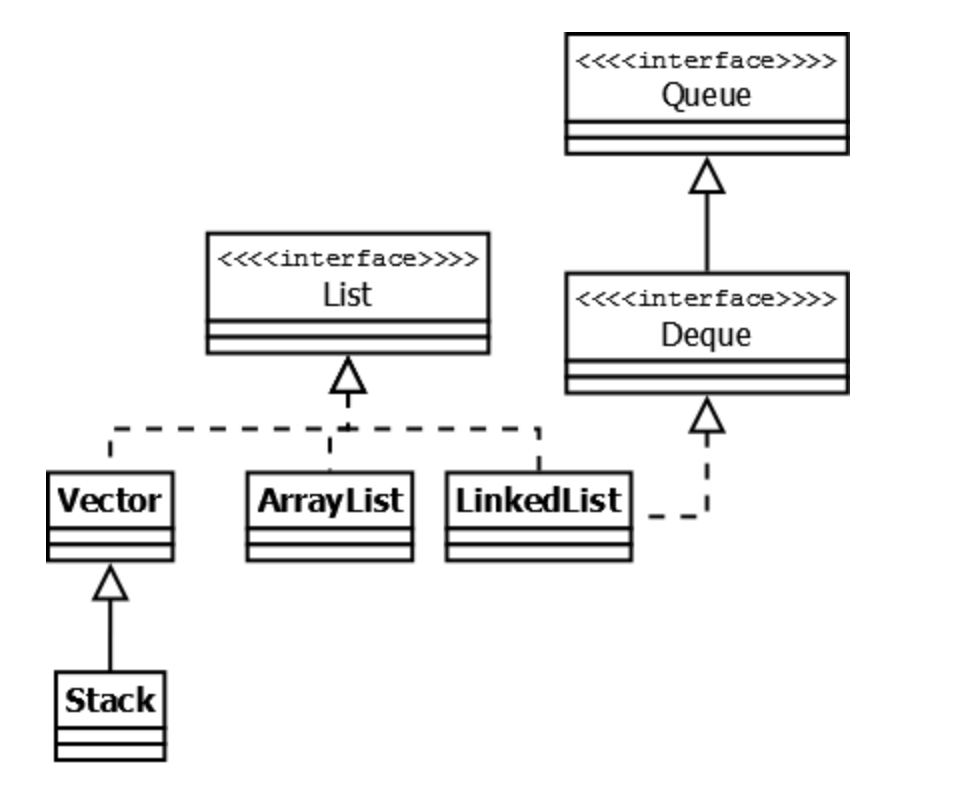 <<<<interface>>>>
Queue
<<<<interface>>>>
List
<<<<interface>>>>
Deque
Vector
ArrayList
LinkedList
Stack